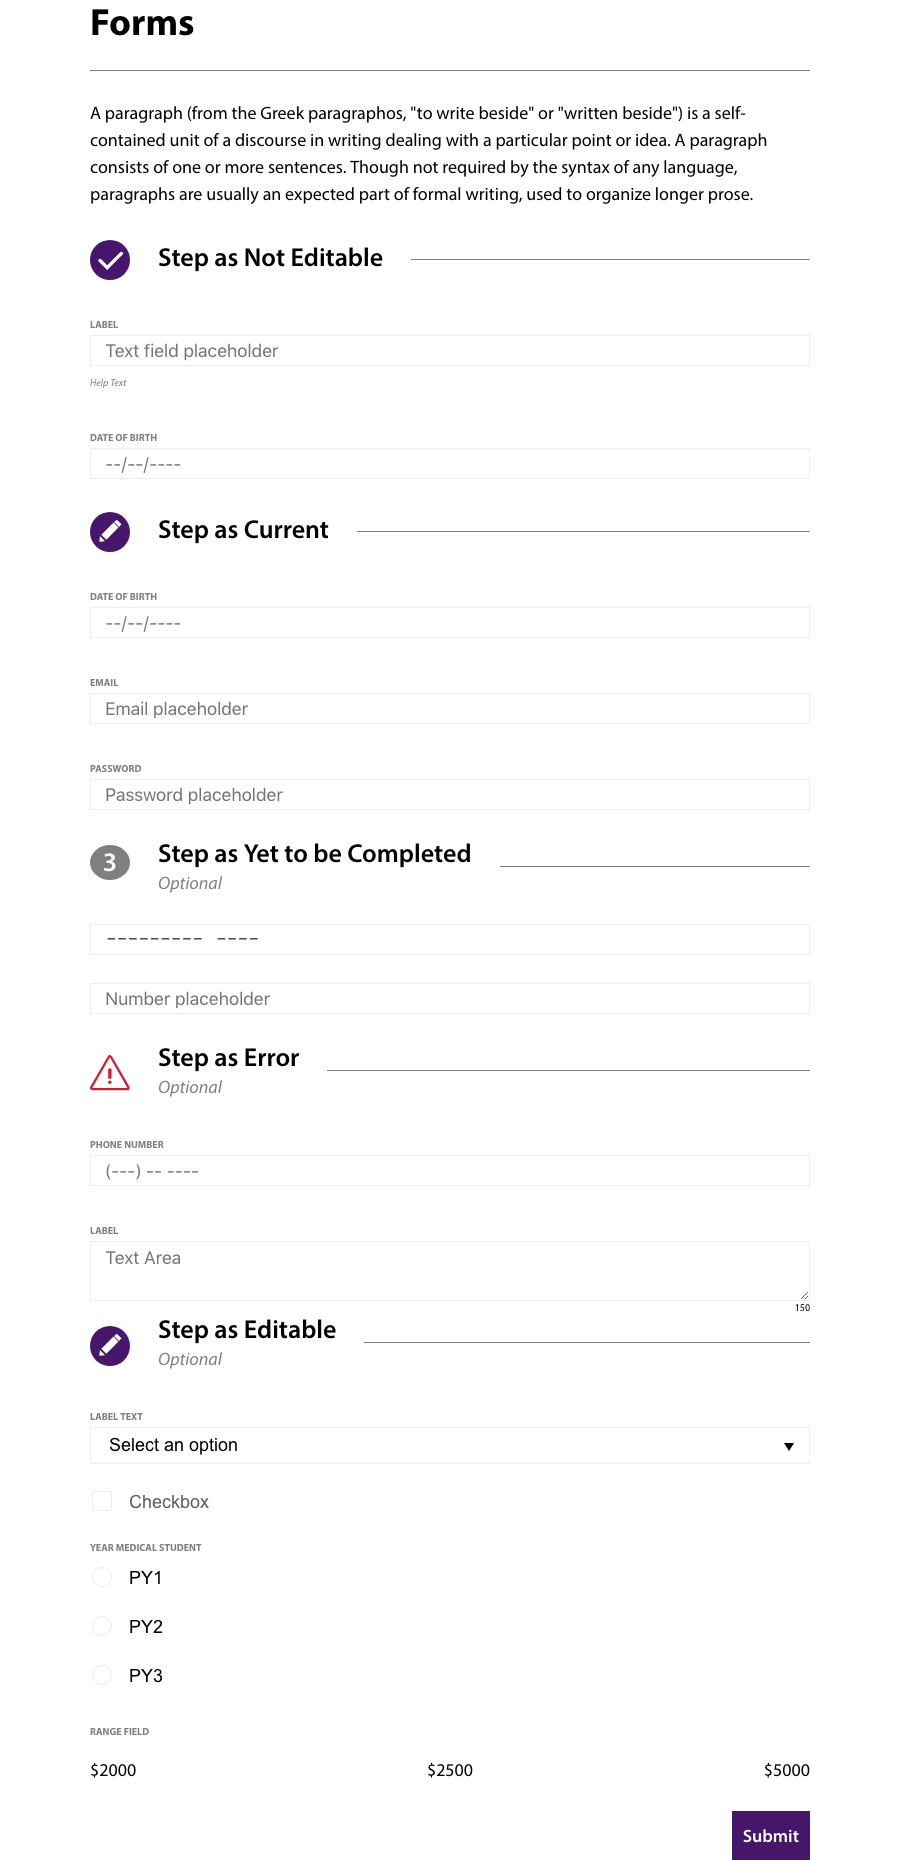 Forms
A paragraph (from the Greek paragraphos, "to write beside" or "written beside") is a self-
contained unit of a discourse in writing dealing with a particular point or idea. A paragraph
consists of one or more sentences. Though not required by the syntax of any language,
paragraphs are usually an expected part of formal writing, used to organize longer prose.
Step as Not Editable
LABEL
Text field placeholder
Help Text
DATE OF BIRTH
--/--/----
Step as Current
DATE OF BIRTH
--/--/----
EMAIL
Email placeholder
PASSWORD
Password placeholder
3 Step as Yet to be Completed
Optional
--------- ----
Number placeholder
Step as Error
Optional
PHONE NUMBER
(---) -- ----
LABEL
Text Area
150
Step as Editable
Optional
LABEL TEXT
Select an option
Checkbox
YEAR MEDICAL STUDENT
PY1
PY2
PY3
RANGE FIELD
$2000 $2500 $5000
Submit